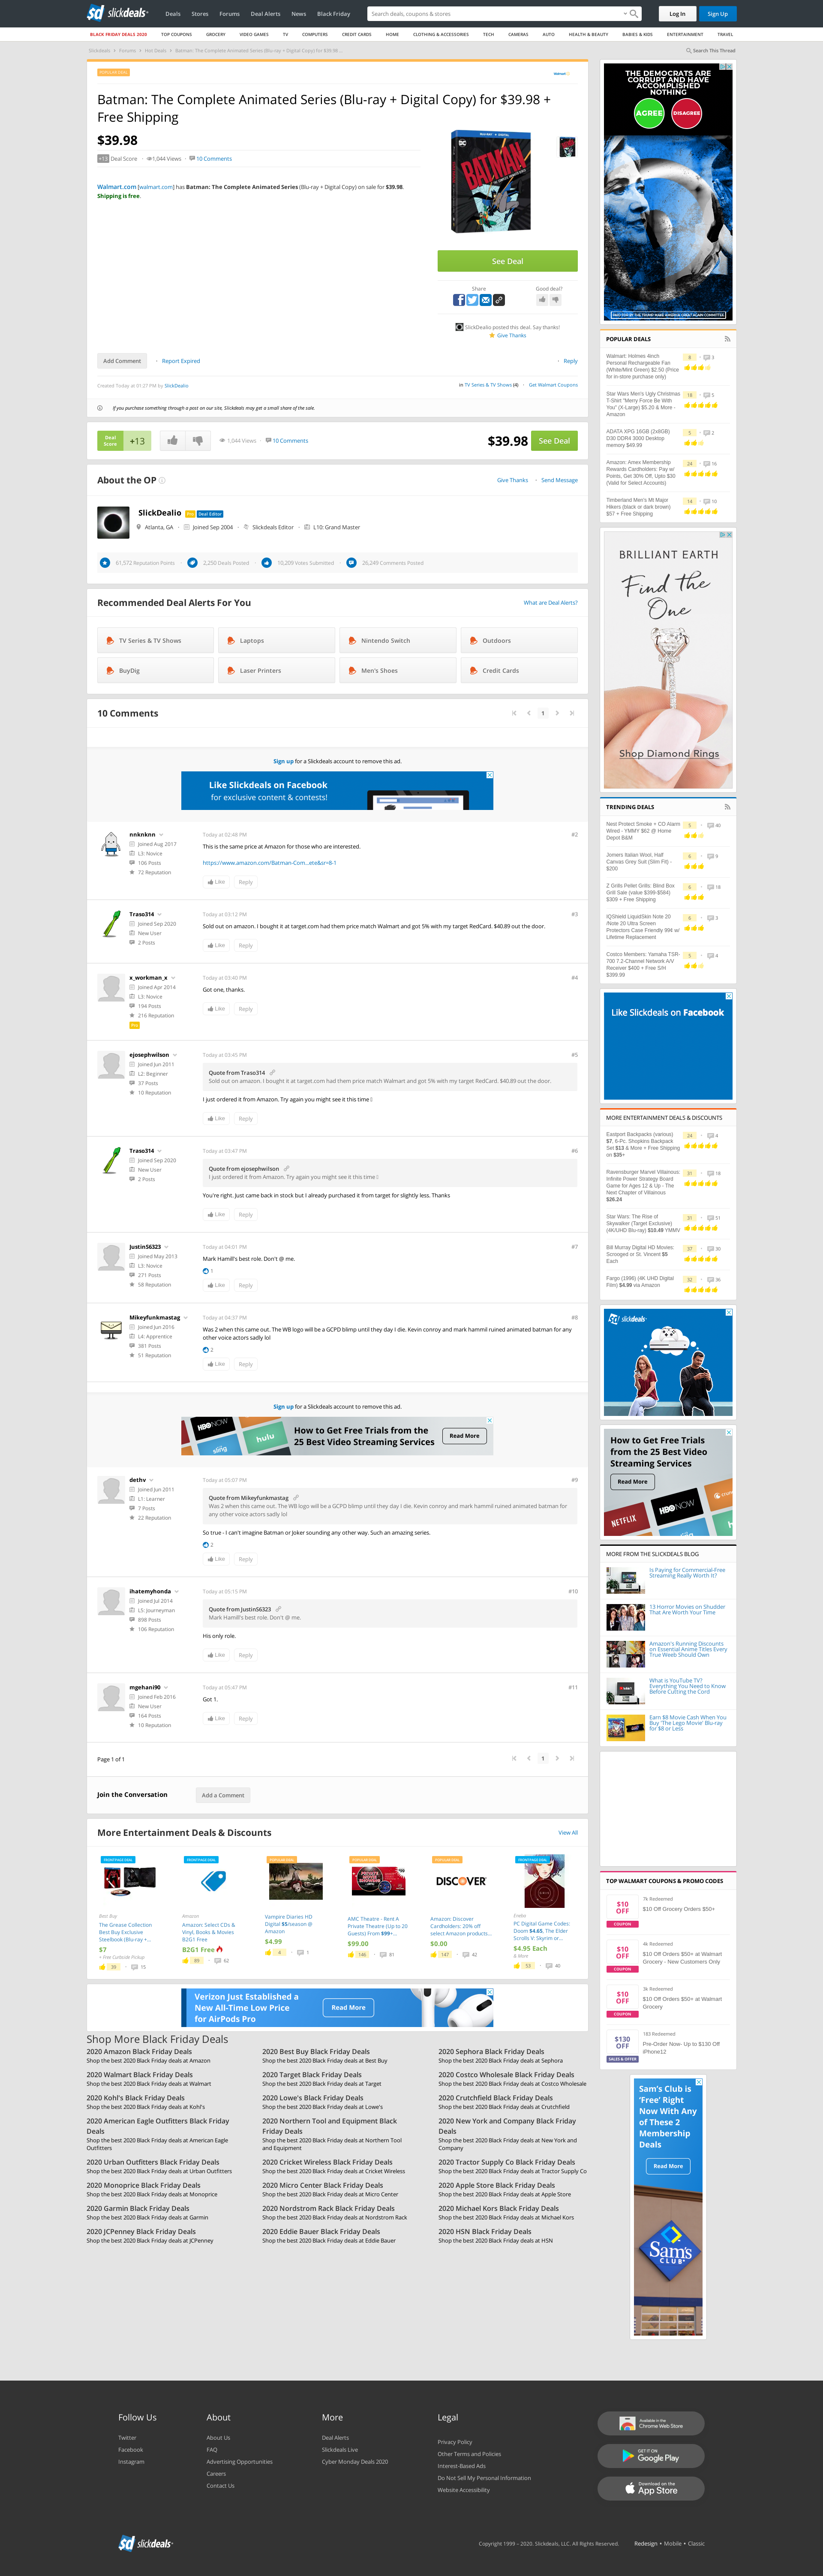 slickdeals
Deals Stores Forums Deal Alerts News Black Friday
Search deals, coupons & stores
Log In Sign Up
BLACK FRIDAY DEALS 2020 TOP COUPONS GROCERY VIDEO GAMES TV COMPUTERS CREDIT CARDS HOME CLOTHING & ACCESSORIES TECH CAMERAS AUTO HEALTH & BEAUTY BABIES & KIDS ENTERTAINMENT TRAVEL
Slickdeals Forums Hot Deals Batman: The Complete Animated Series (Blu-ray + Digital Copy) for $39.98 ...
Search This Thread
POPULAR DEAL
Batman: The Complete Animated Series (Blu-ray + Digital Copy) for $39.98 +
Free Shipping
$39.98
+13 Deal Score 1,044 Views 10 Comments
Walmart.com [walmart.com] has Batman: The Complete Animated Series (Blu-ray + Digital Copy) on sale for $39.98.
Shipping is free.
See Deal
Share Good deal?
SlickDealio posted this deal. Say thanks!
Give Thanks
Add Comment Report Expired Reply
Created Today at 01:27 PM by SlickDealio
in TV Series & TV Shows (4) Get Walmart Coupons
If you purchase something through a post on our site, Slickdeals may get a small share of the sale.
Deal
Score
+13
1,044 Views 10 Comments
$39.98 See Deal
About the OP
Give Thanks Send Message
SlickDealio Pro Deal Editor
Atlanta, GA Joined Sep 2004 Slickdeals Editor L10: Grand Master
61,572 Reputation Points 2,250 Deals Posted 10,209 Votes Submitted 26,249 Comments Posted
Recommended Deal Alerts For You
What are Deal Alerts?
TV Series & TV Shows Laptops Nintendo Switch Outdoors
BuyDig Laser Printers Men's Shoes Credit Cards
10 Comments
1
Sign up for a Slickdeals account to remove this ad.
Like Slickdeals on Facebook
for exclusive content & contests!
nnknknn
Joined Aug 2017
L3: Novice
106 Posts
72 Reputation
Today at 02:48 PM #2
This is the same price at Amazon for those who are interested.
https://www.amazon.com/Batman-Com...ete&sr=8-1
Like Reply
Traso314
Joined Sep 2020
New User
2 Posts
Today at 03:12 PM #3
Sold out on amazon. I bought it at target.com had them price match Walmart and got 5% with my target RedCard. $40.89 out the door.
Like Reply
x_workman_x
Joined Apr 2014
L3: Novice
194 Posts
216 Reputation
Pro
Today at 03:40 PM #4
Got one, thanks.
Like Reply
ejosephwilson
Joined Jun 2011
L2: Beginner
37 Posts
10 Reputation
Today at 03:45 PM #5
Quote from Traso314
Sold out on amazon. I bought it at target.com had them price match Walmart and got 5% with my target RedCard. $40.89 out the door.
I just ordered it from Amazon. Try again you might see it this time
Like Reply
Traso314
Joined Sep 2020
New User
2 Posts
Today at 03:47 PM #6
Quote from ejosephwilson
I just ordered it from Amazon. Try again you might see it this time
You're right. Just came back in stock but I already purchased it from target for slightly less. Thanks
Like Reply
JustinS6323
Joined May 2013
L3: Novice
271 Posts
58 Reputation
Today at 04:01 PM #7
Mark Hamill's best role. Don't @ me.
1
Like Reply
Mikeyfunkmastag
Joined Jun 2016
L4: Apprentice
381 Posts
51 Reputation
Today at 04:37 PM #8
Was 2 when this came out. The WB logo will be a GCPD blimp until they day I die. Kevin conroy and mark hammil ruined animated batman for any
other voice actors sadly lol
2
Like Reply
Sign up for a Slickdeals account to remove this ad.
HBO NOW hulu sling
How to Get Free Trials from the
25 Best Video Streaming Services
Read More
dethv
Joined Jun 2011
L1: Learner
7 Posts
22 Reputation
Today at 05:07 PM #9
Quote from Mikeyfunkmastag
Was 2 when this came out. The WB logo will be a GCPD blimp until they day I die. Kevin conroy and mark hammil ruined animated batman for
any other voice actors sadly lol
So true - I can't imagine Batman or Joker sounding any other way. Such an amazing series.
2
Like Reply
ihatemyhonda
Joined Jul 2014
L5: Journeyman
898 Posts
106 Reputation
Today at 05:15 PM #10
Quote from JustinS6323
Mark Hamill's best role. Don't @ me.
His only role.
Like Reply
mgehani90
Joined Feb 2016
New User
164 Posts
10 Reputation
Today at 05:47 PM #11
Got 1.
Like Reply
Page 1 of 1 1
Join the Conversation Add a Comment
More Entertainment Deals & Discounts View All
Best Buy
The Grease Collection
Best Buy Exclusive
Steelbook (Blu-ray +...
$7
+ Free Curbside Pickup
39 15
Amazon
Amazon: Select CDs &
Vinyl, Books & Movies
B2G1 Free
B2G1 Free
89 62
Vampire Diaries HD
Digital $5/season @
Amazon
$4.99
4 1
AMC Theatre - Rent A
Private Theatre (Up to 20
Guests) From $99+...
$99.00
146 81
DISCOVER
Amazon: Discover
Cardholders: 20% off
select Amazon products...
$0.00
147 42
PC Digital Game Codes:
Doom $4.65, The Elder
Scrolls V: Skyrim or...
$4.95 Each
& More
53 40
Verizon Just Established a
New All-Time Low Price
for AirPods Pro
Read More
Shop More Black Friday Deals
2020 Amazon Black Friday Deals
Shop the best 2020 Black Friday deals at Amazon
2020 Best Buy Black Friday Deals
Shop the best 2020 Black Friday deals at Best Buy
2020 Sephora Black Friday Deals
Shop the best 2020 Black Friday deals at Sephora
2020 Walmart Black Friday Deals
Shop the best 2020 Black Friday deals at Walmart
2020 Target Black Friday Deals
Shop the best 2020 Black Friday deals at Target
2020 Costco Wholesale Black Friday Deals
Shop the best 2020 Black Friday deals at Costco Wholesale
2020 Kohl's Black Friday Deals
Shop the best 2020 Black Friday deals at Kohl's
2020 Lowe's Black Friday Deals
Shop the best 2020 Black Friday deals at Lowe's
2020 Crutchfield Black Friday Deals
Shop the best 2020 Black Friday deals at Crutchfield
2020 American Eagle Outfitters Black Friday
Deals
Shop the best 2020 Black Friday deals at American Eagle
Outfitters
2020 Northern Tool and Equipment Black
Friday Deals
Shop the best 2020 Black Friday deals at Northern Tool
and Equipment
2020 New York and Company Black Friday
Deals
Shop the best 2020 Black Friday deals at New York and
Company
2020 Urban Outfitters Black Friday Deals
Shop the best 2020 Black Friday deals at Urban Outfitters
2020 Cricket Wireless Black Friday Deals
Shop the best 2020 Black Friday deals at Cricket Wireless
2020 Tractor Supply Co Black Friday Deals
Shop the best 2020 Black Friday deals at Tractor Supply Co
2020 Monoprice Black Friday Deals
Shop the best 2020 Black Friday deals at Monoprice
2020 Micro Center Black Friday Deals
Shop the best 2020 Black Friday deals at Micro Center
2020 Apple Store Black Friday Deals
Shop the best 2020 Black Friday deals at Apple Store
2020 Garmin Black Friday Deals
Shop the best 2020 Black Friday deals at Garmin
2020 Nordstrom Rack Black Friday Deals
Shop the best 2020 Black Friday deals at Nordstrom Rack
2020 Michael Kors Black Friday Deals
Shop the best 2020 Black Friday deals at Michael Kors
2020 JCPenney Black Friday Deals
Shop the best 2020 Black Friday deals at JCPenney
2020 Eddie Bauer Black Friday Deals
Shop the best 2020 Black Friday deals at Eddie Bauer
2020 HSN Black Friday Deals
Shop the best 2020 Black Friday deals at HSN
THE DEMOCRATS ARE
CORRUPT AND HAVE
ACCOMPLISHED
NOTHING
AGREE DISAGREE
PAID FOR BY THE TRUMP MAKE AMERICA GREAT AGAIN COMMITTEE
POPULAR DEALS
Walmart: Holmes 4inch
Personal Rechargeable Fan
(White/Mint Green) $2.50 (Price
for in-store purchase only)
8 3
Star Wars Men's Ugly Christmas
T-Shirt "Merry Force Be With
You" (X-Large) $5.20 & More -
Amazon
18 5
ADATA XPG 16GB (2x8GB)
D30 DDR4 3000 Desktop
memory $49.99
5 2
Amazon: Amex Membership
Rewards Cardholders: Pay w/
Points, Get 30% Off, Upto $30
(Valid for Select Accounts)
24 16
Timberland Men's Mt Major
Hikers (black or dark brown)
$57 + Free Shipping
14 10
BRILLIANT EARTH
FIND THE
One
Shop Diamond Rings
TRENDING DEALS
Nest Protect Smoke + CO Alarm
Wired - YMMV $62 @ Home
Depot B&M
5 40
Joiners Italian Wool, Half
Canvas Grey Suit (Slim Fit) -
$200
6 9
Z Grills Pellet Grills: Blind Box
Grill Sale (value $399-$584)
$309 + Free Shipping
6 18
IQShield LiquidSkin Note 20
/Note 20 Ultra Screen
Protectors Case Friendly 99¢ w/
Lifetime Replacement
6 3
Costco Members: Yamaha TSR-
700 7.2-Channel Network A/V
Receiver $400 + Free S/H
$399.99
5 4
Like Slickdeals on Facebook
MORE ENTERTAINMENT DEALS & DISCOUNTS
Eastport Backpacks (various)
$7, 6-Pc. Shopkins Backpack
Set $13 & More + Free Shipping
on $35+
24 4
Ravensburger Marvel Villainous:
Infinite Power Strategy Board
Game for Ages 12 & Up - The
Next Chapter of Villainous
$26.24
31 18
Star Wars: The Rise of
Skywalker (Target Exclusive)
(4K/UHD Blu-ray) $10.49 YMMV
31 51
Bill Murray Digital HD Movies:
Scrooged or St. Vincent $5
Each
37 30
Fargo (1996) (4K UHD Digital
Film) $4.99 via Amazon
32 36
slickdeals
How to Get Free Trials
from the 25 Best Video
Streaming Services
Read More
NETFLIX HBO NOW hulu
MORE FROM THE SLICKDEALS BLOG
Is Paying for Commercial-Free
Streaming Really Worth It?
13 Horror Movies on Shudder
That Are Worth Your Time
Amazon's Running Discounts
on Essential Anime Titles Every
True Weeb Should Own
What is YouTube TV?
Everything You Need to Know
Before Cutting the Cord
Earn $8 Movie Cash When You
Buy 'The Lego Movie' Blu-ray
for $8 or Less
TOP WALMART COUPONS & PROMO CODES
$10
OFF
COUPON
7k Redeemed
$10 Off Grocery Orders $50+
$10
OFF
COUPON
4k Redeemed
$10 Off Orders $50+ at Walmart
Grocery - New Customers Only
$10
OFF
COUPON
3k Redeemed
$10 Off Orders $50+ at Walmart
Grocery
$130
OFF
SALES & OFFER
183 Redeemed
Pre-Order Now- Up to $130 Off
iPhone12
Sam's Club is
'Free' Right
Now With Any
of These 2
Membership
Deals
Read More
Sam's
CLUB
Follow Us
Twitter
Facebook
Instagram
About
About Us
FAQ
Advertising Opportunities
Careers
Contact Us
More
Deal Alerts
Slickdeals Live
Cyber Monday Deals 2020
Legal
Privacy Policy
Other Terms and Policies
Interest-Based Ads
Do Not Sell My Personal Information
Website Accessibility
Available in the
Chrome Web Store
GET IT ON
Google Play
Download on the
App Store
slickdeals
Copyright 1999 – 2020. Slickdeals, LLC. All Rights Reserved. Redesign • Mobile • Classic